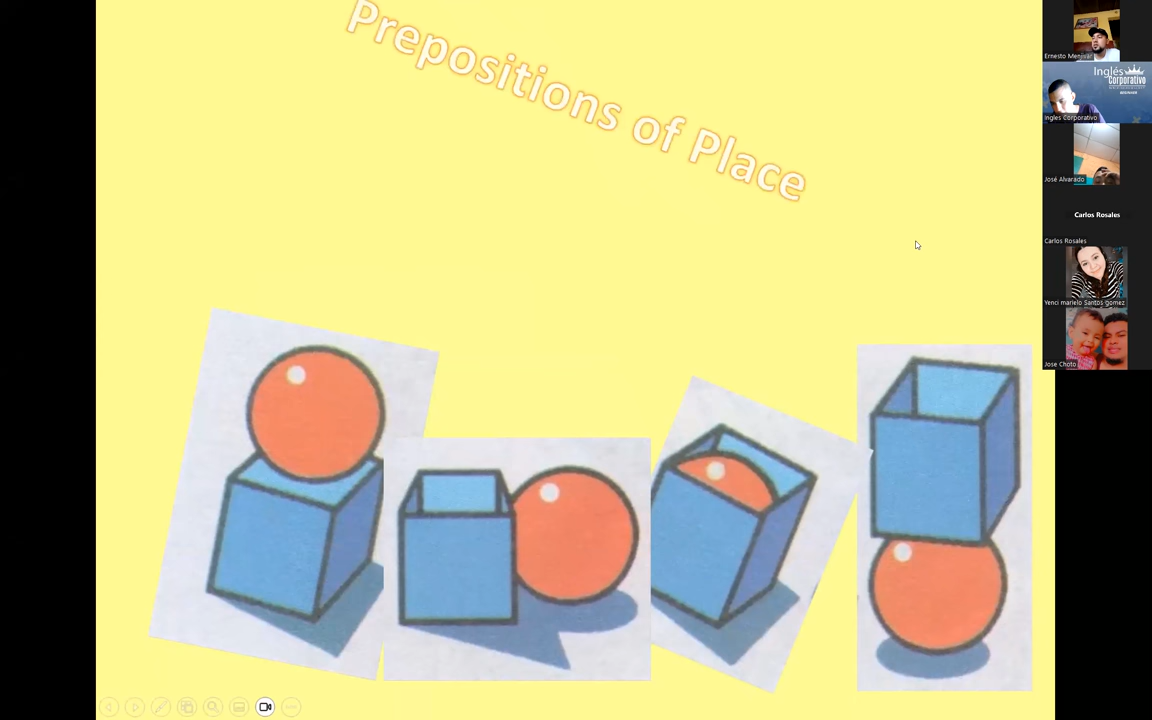 Prepositions of Place
Ernesto Menjivar
Inglés
Corporativo
Ingles Corporativo
José Alvarado
Carlos Rosales
Carlos Rosales
Yenci marielo Santos gomez
Jose Choto